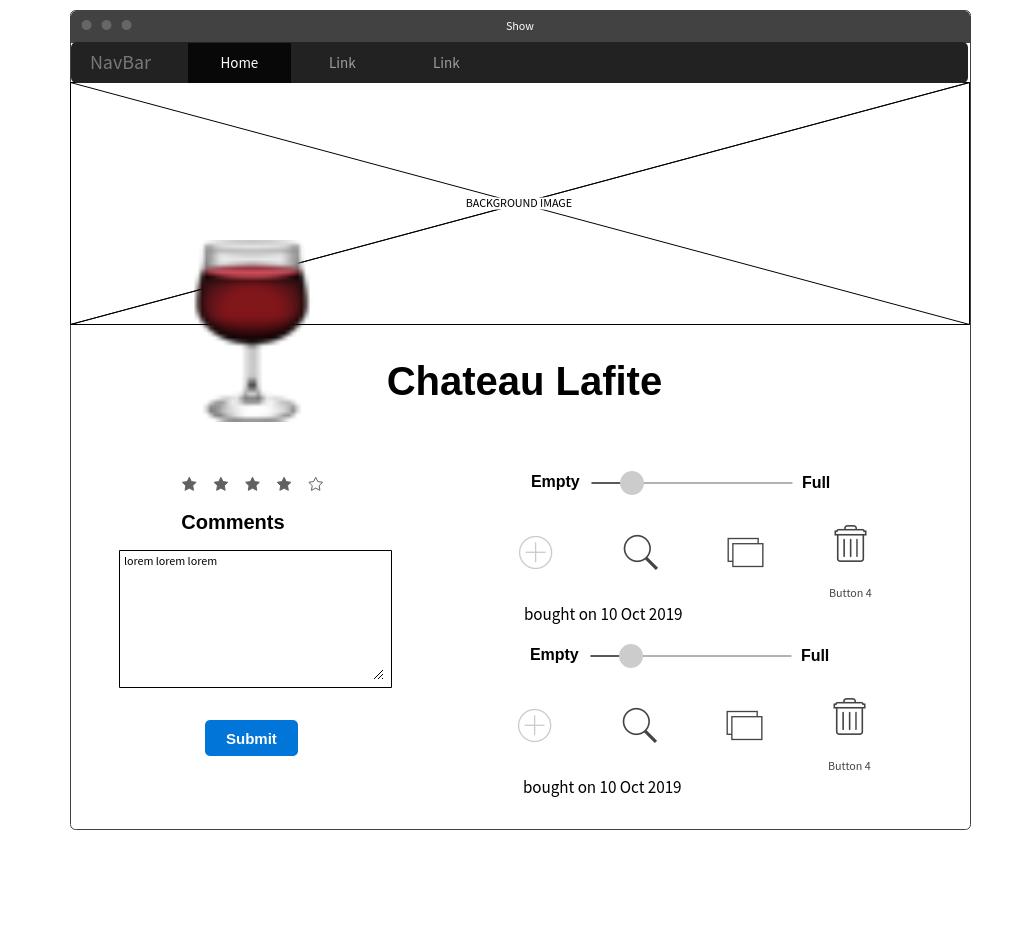 Show
NavBar Home Link Link
BACKGROUND IMAGE
Chateau Lafite
Comments
lorem lorem lorem
Submit
Empty Full
Button 4
bought on 10 Oct 2019
Empty Full
Button 4
bought on 10 Oct 2019